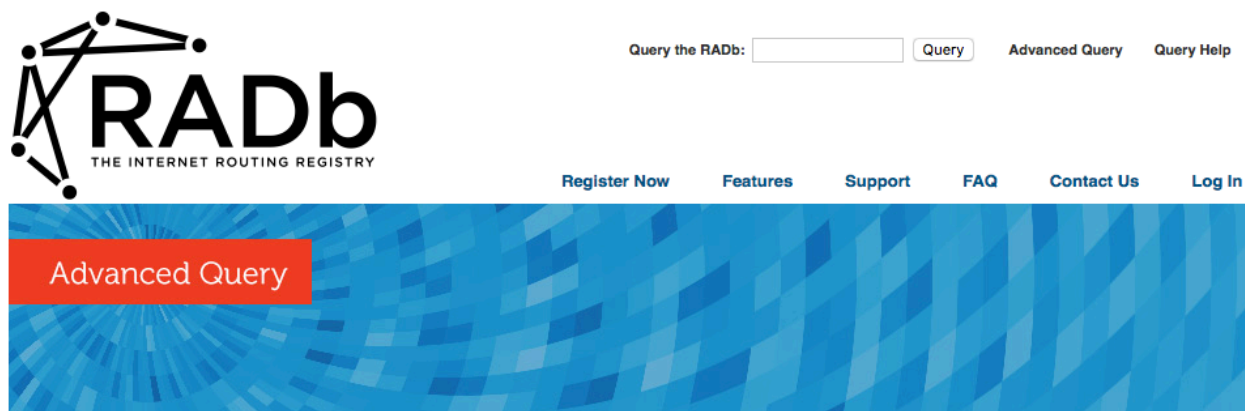 Query the RADb: Query Advanced Query Query Help
RADb
THE INTERNET ROUTING REGISTRY
Register Now Features Support FAQ Contact Us Log In
Advanced Query